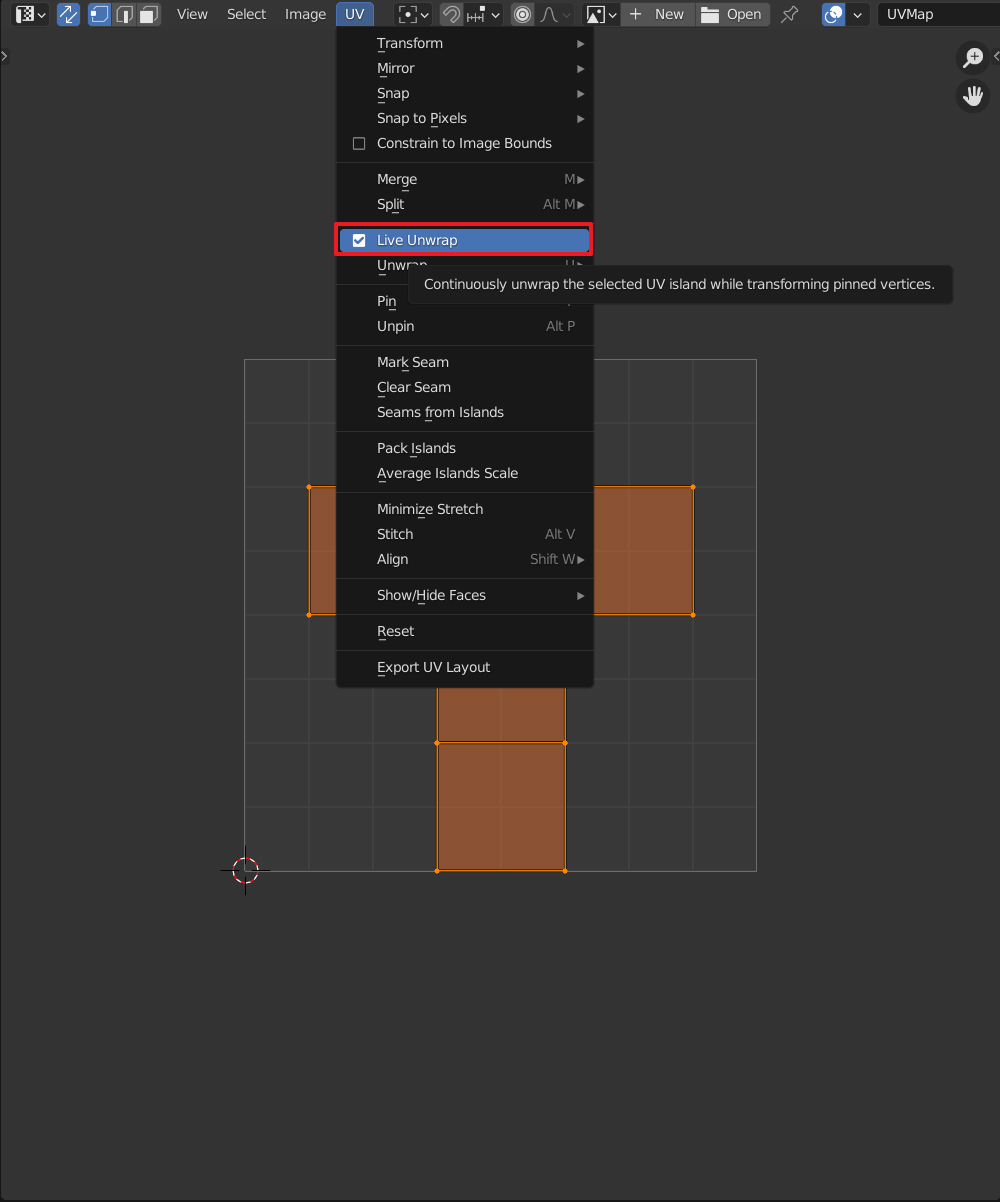 View Select Image UV New Open UVMap
Transform
Mirror
Snap
Snap to Pixels
Constrain to Image Bounds
Merge M
Split Alt M
Live Unwrap
Unwrap
Continuously unwrap the selected UV island while transforming pinned vertices.
Pin
Unpin Alt P
Mark Seam
Clear Seam
Seams from Islands
Pack Islands
Average Islands Scale
Minimize Stretch
Stitch Alt V
Align Shift W
Show/Hide Faces
Reset
Export UV Layout